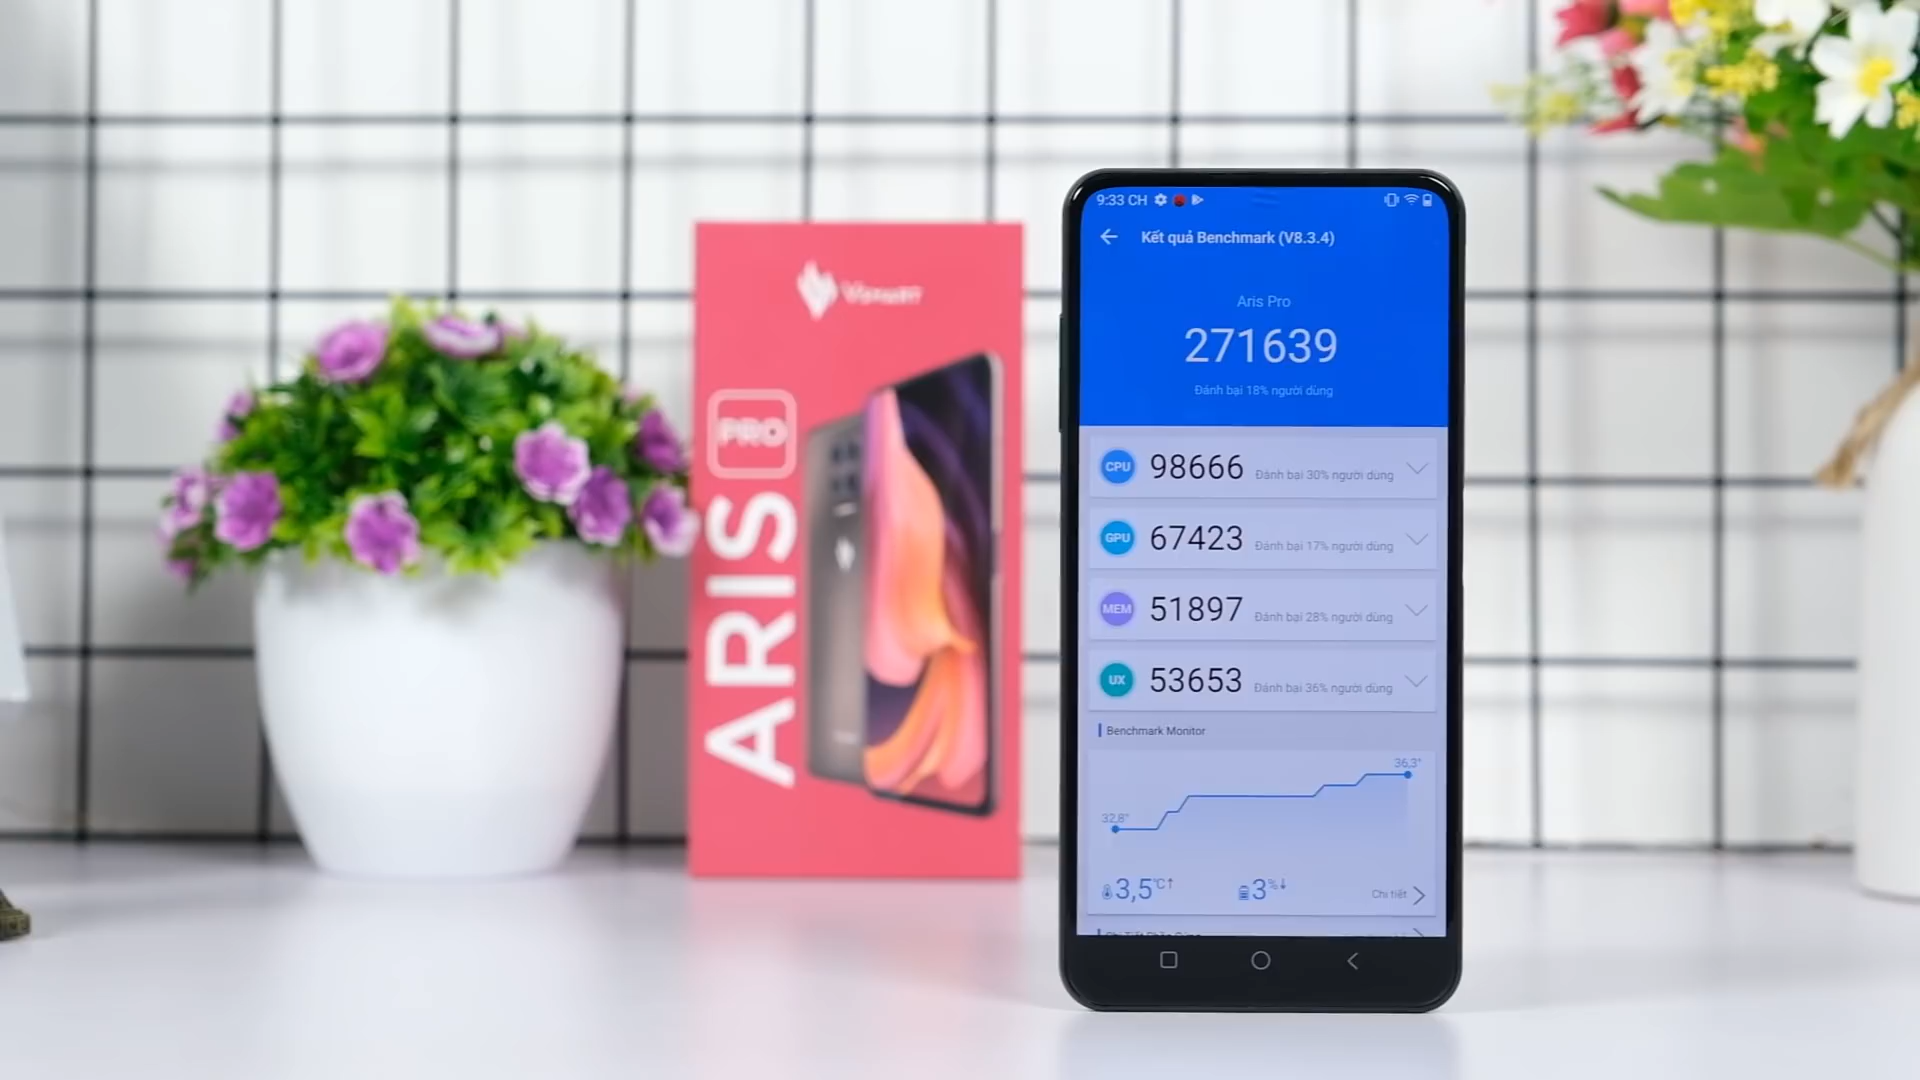 VSMART
PRO
ARIS
9:33 CH
Kết quả Benchmark (V8.3.4)
Aris Pro
271639
Đánh bại 18% người dùng
CPU 98666 Đánh bại 30% người dùng
GPU 67423 Đánh bại 17% người dùng
MEM 51897 Đánh bại 28% người dùng
UX 53653 Đánh bại 36% người dùng
Benchmark Monitor
36,3°
32,8°
3,5°C↑ 3%↓ Chi tiết